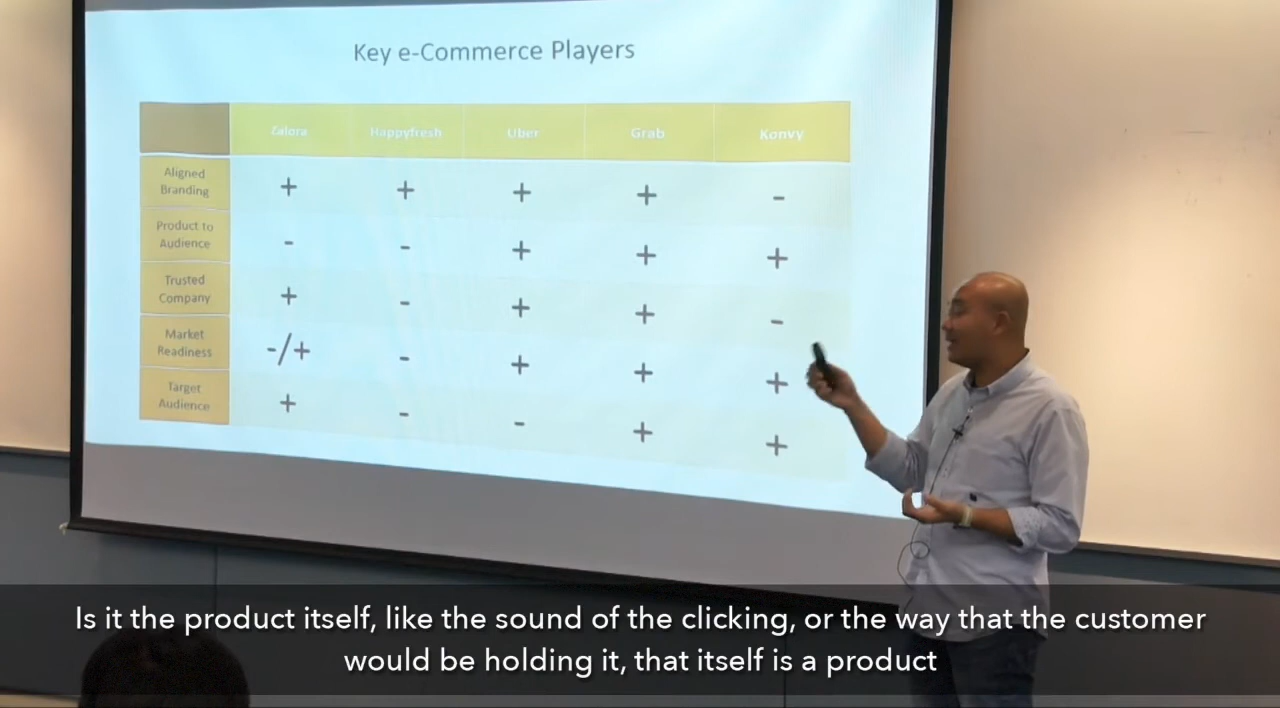 Key e-Commerce Players
Zalora Happyfresh Uber Grab Konvy
Aligned
Branding
+ + + + -
Product to
Audience
- - + + +
Trusted
Company
+ - + + -
Market
Readiness
-/+ - + + +
Target
Audience
+ - - + +
Is it the product itself, like the sound of the clicking, or the way that the customer
would be holding it, that itself is a product